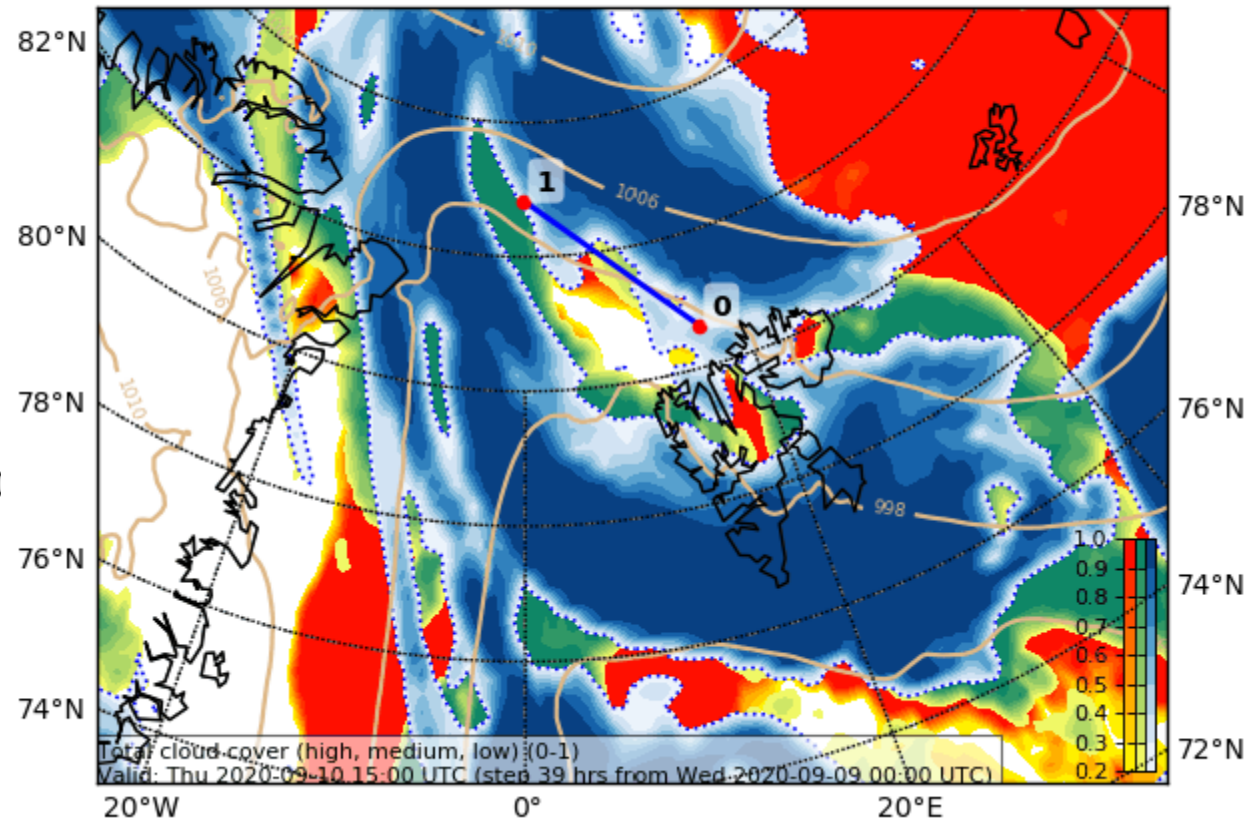 82°N
80°N
78°N
76°N
74°N
78°N
76°N
74°N
72°N
1010
1006
1006
1010
998
1
0
1.0
0.9
0.8
0.7
0.6
0.5
0.4
0.3
0.2
Total cloud cover (high, medium, low) (0-1)
Valid: Thu 2020-09-10 15:00 UTC (step 39 hrs from Wed 2020-09-09 00:00 UTC)
20°W
0°
20°E